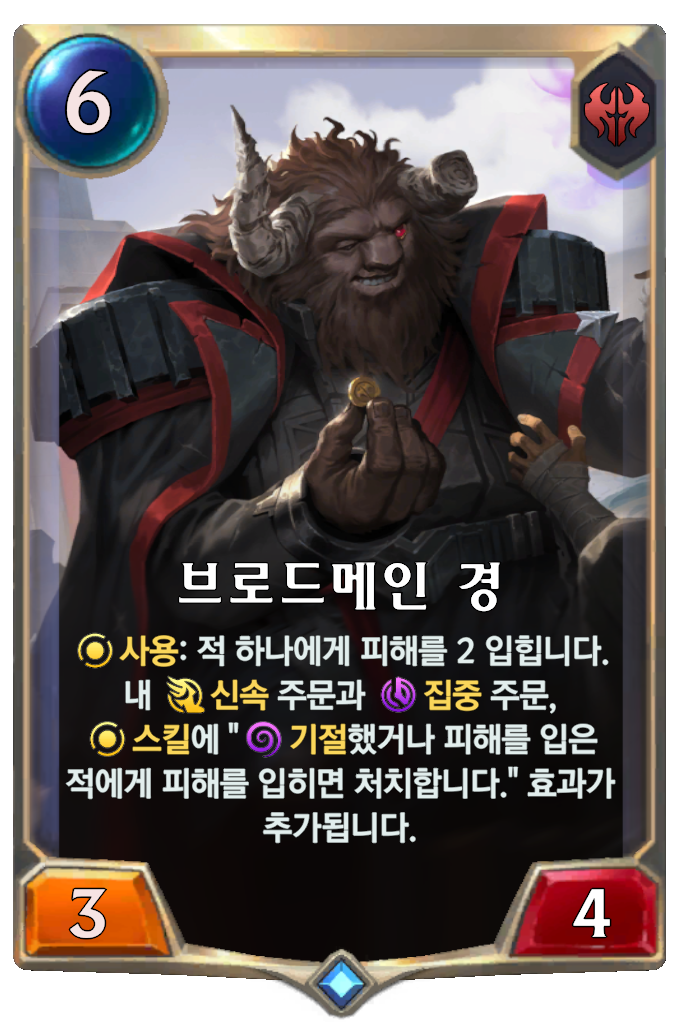 6
브로드메인 경
사용: 적 하나에게 피해를 2 입힙니다.
내 신속 주문과 집중 주문,
스킬에 "기절했거나 피해를 입은
적에게 피해를 입히면 처치합니다." 효과가
추가됩니다.
3
4